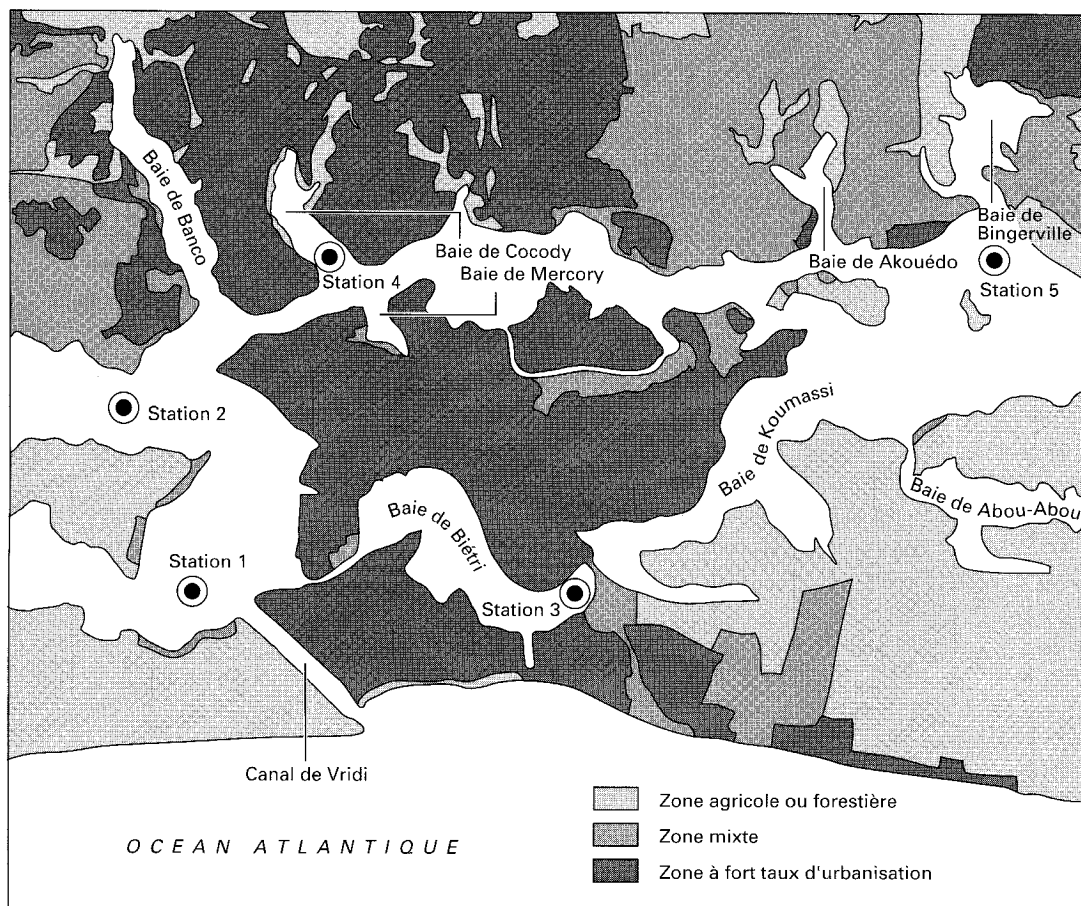 Baie de Banco
Baie de Cocody
Baie de Mercory
Station 4
Baie de Akouédo
Baie de
Bingerville
Station 5
Station 2
Baie de Koumassi
Baie de Abou-Abou
Baie de Biétri
Station 1
Station 3
Canal de Vridi
OCEAN ATLANTIQUE
Zone agricole ou forestière
Zone mixte
Zone à fort taux d'urbanisation